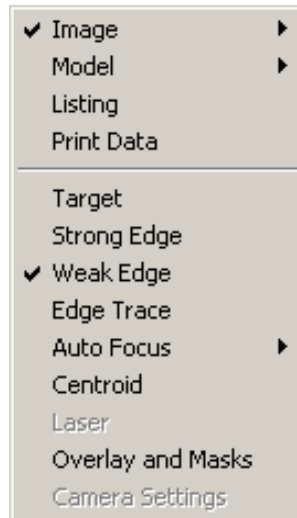 Image
Model
Listing
Print Data
Target
Strong Edge
Weak Edge
Edge Trace
Auto Focus
Centroid
Laser
Overlay and Masks
Camera Settings